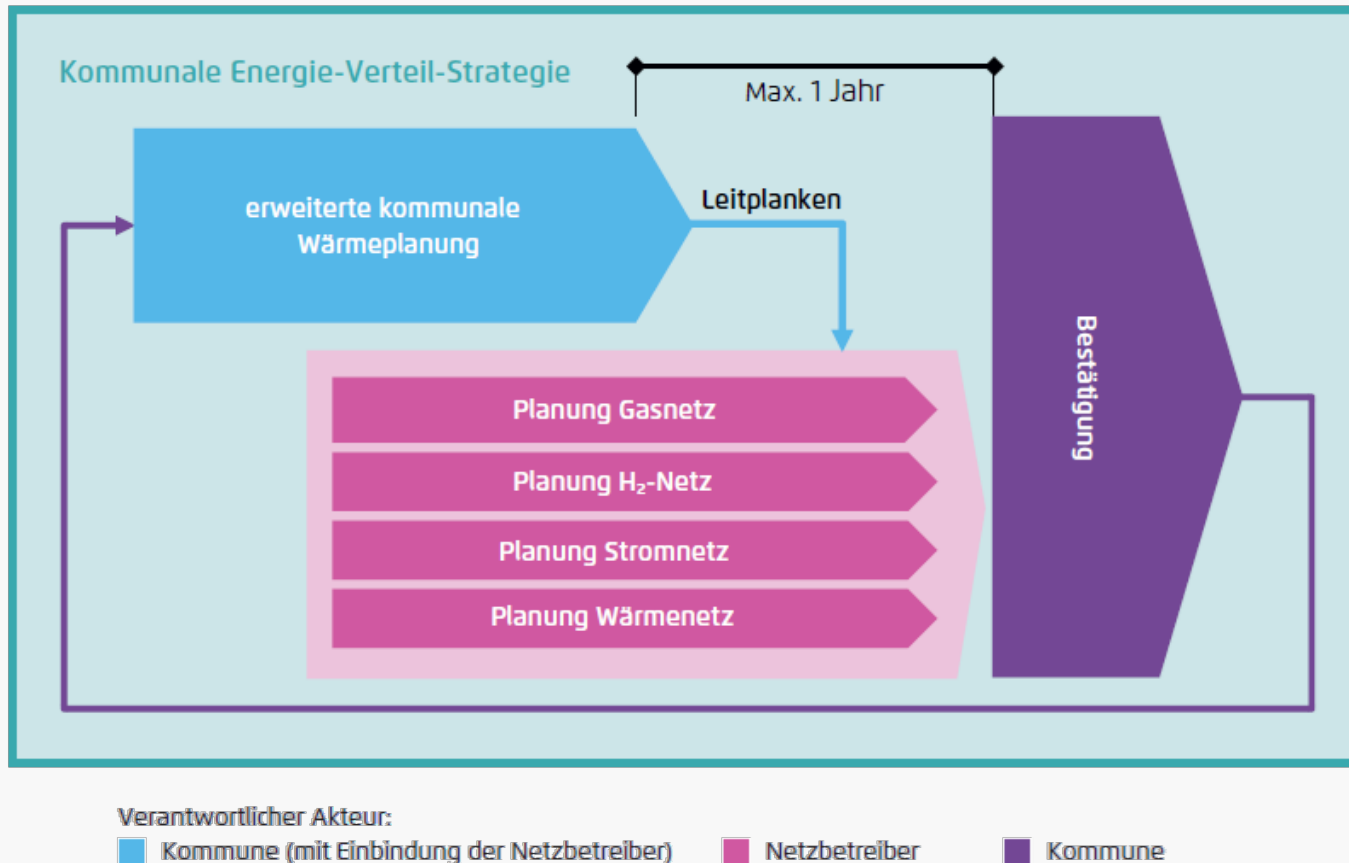 Kommunale Energie-Verteil-Strategie
Max. 1 Jahr
erweiterte kommunale
Wärmeplanung
Leitplanken
Planung Gasnetz
Planung H₂-Netz
Planung Stromnetz
Planung Wärmenetz
Bestätigung
Verantwortlicher Akteur:
Kommune (mit Einbindung der Netzbetreiber) Netzbetreiber Kommune